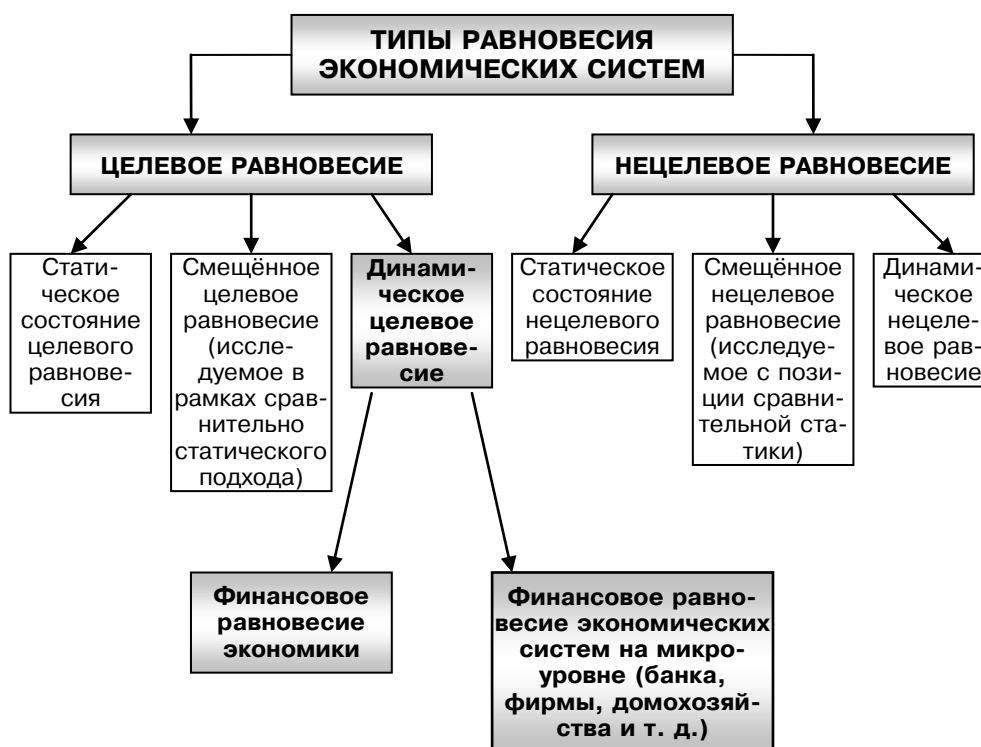 ТИПЫ РАВНОВЕСИЯ
ЭКОНОМИЧЕСКИХ СИСТЕМ
ЦЕЛЕВОЕ РАВНОВЕСИЕ
НЕЦЕЛЕВОЕ РАВНОВЕСИЕ
Стати-
ческое
состояние
целевого
равнове-
сия
Смещённое
целевое
равновесие
(иссле-
дуемое в
рамках срав-
нительно
статического
подхода)
Динами-
ческое
целевое
равнове-
сие
Статическое
состояние
нецелевого
равновесия
Смещённое
нецелевое
равновесие
(исследуе-
мое с пози-
ции сравни-
тельной ста-
тики)
Динами-
ческое
нецеле-
вое рав-
новесие
Финансовое
равновесие
экономики
Финансовое равно-
весие экономических
систем на микро-
уровне (банка,
фирмы, домохозяй-
ства и т. д.)